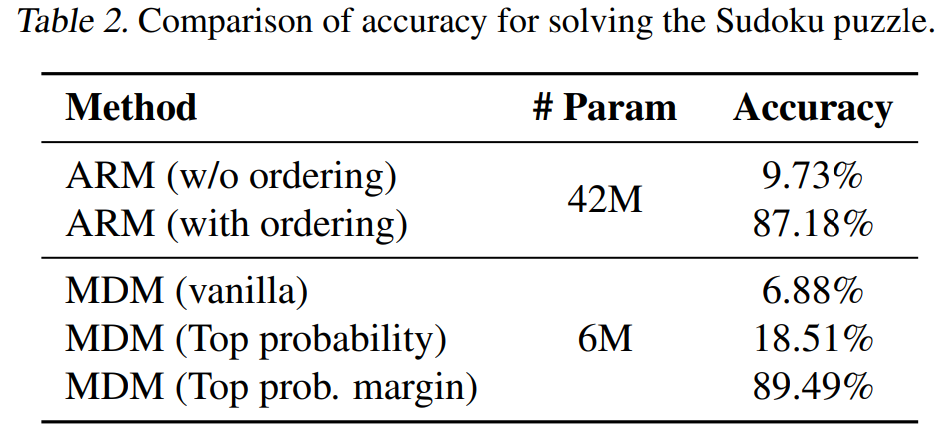 Table 2. Comparison of accuracy for solving the Sudoku puzzle.
Method # Param Accuracy
ARM (w/o ordering) 9.73%
42M
ARM (with ordering) 87.18%
MDM (vanilla) 6.88%
MDM (Top probability) 6M 18.51%
MDM (Top prob. margin) 89.49%